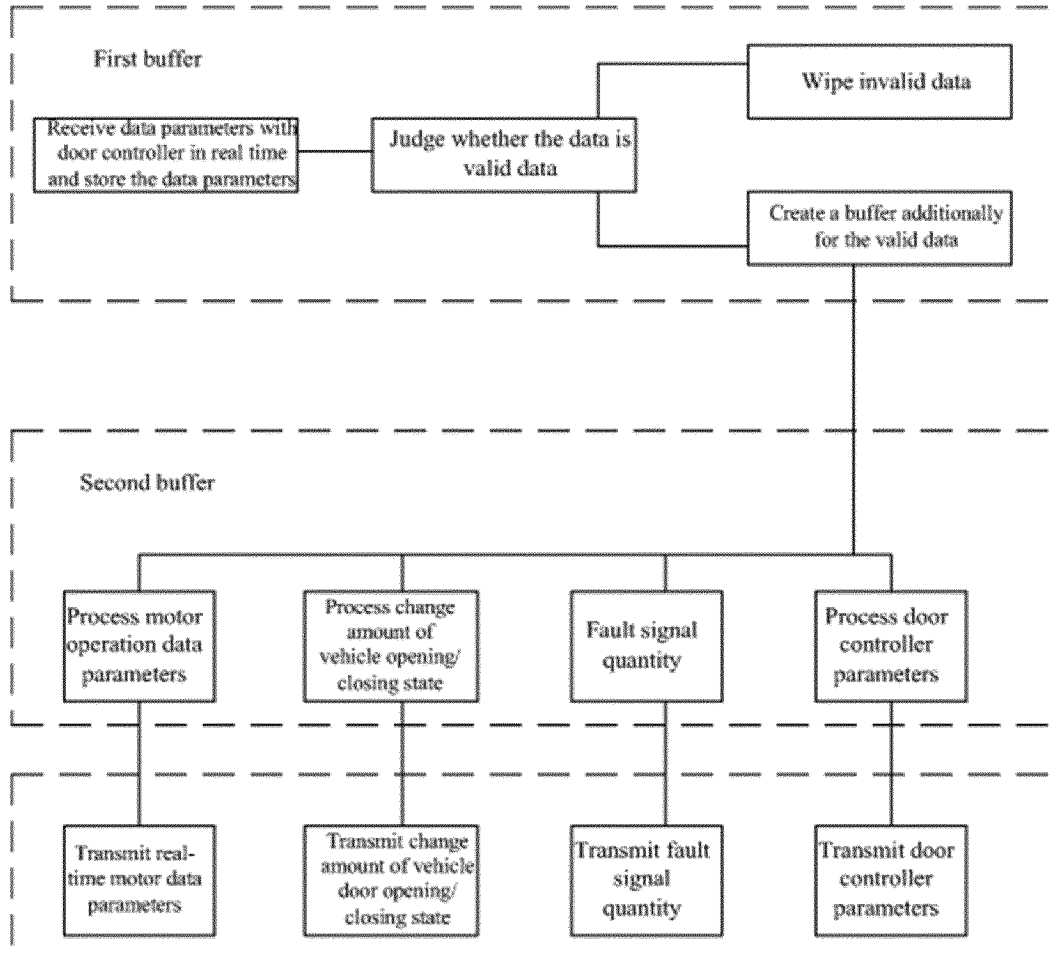 First buffer
Wipe invalid data
Receive data parameters with
door controller in real time
and store the data parameters
Judge whether the data is
valid data
Create a buffer additionally
for the valid data
Second buffer
Process motor
operation data
parameters
Process change
amount of
vehicle opening/
closing state
Fault signal
quantity
Process door
controller
parameters
Transmit real-
time motor data
parameters
Transmit change
amount of vehicle
door opening/
closing state
Transmit fault
signal
quantity
Transmit door
controller
parameters